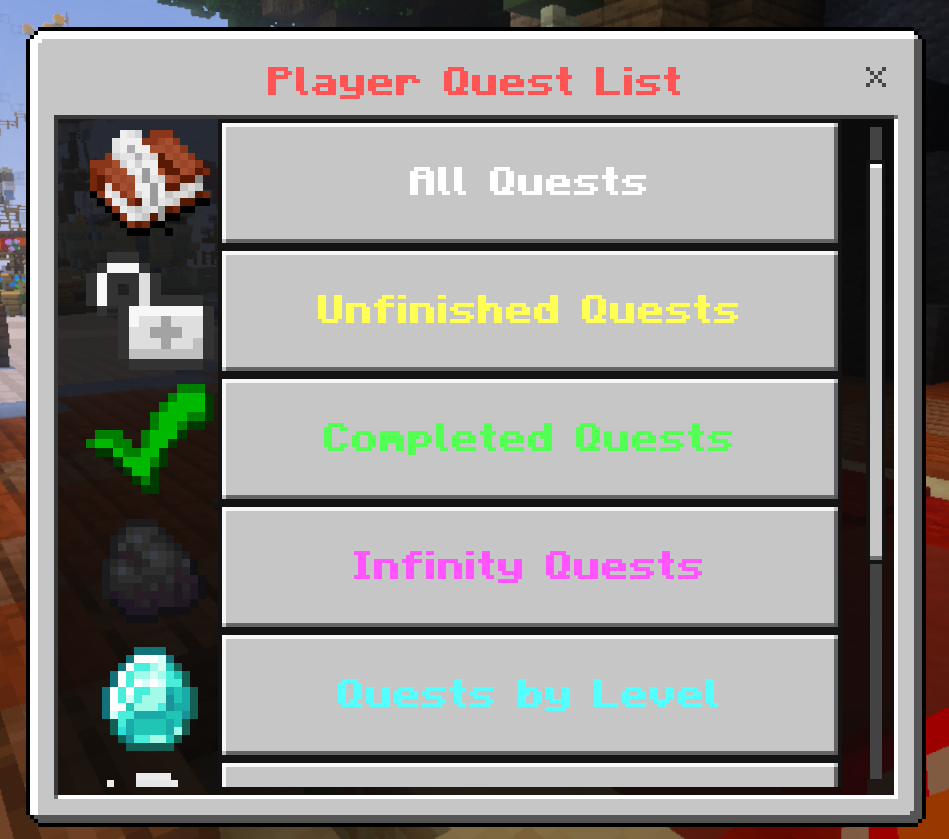 Player Quest List
All Quests
Unfinished Quests
Completed Quests
Infinity Quests
Quests by Level